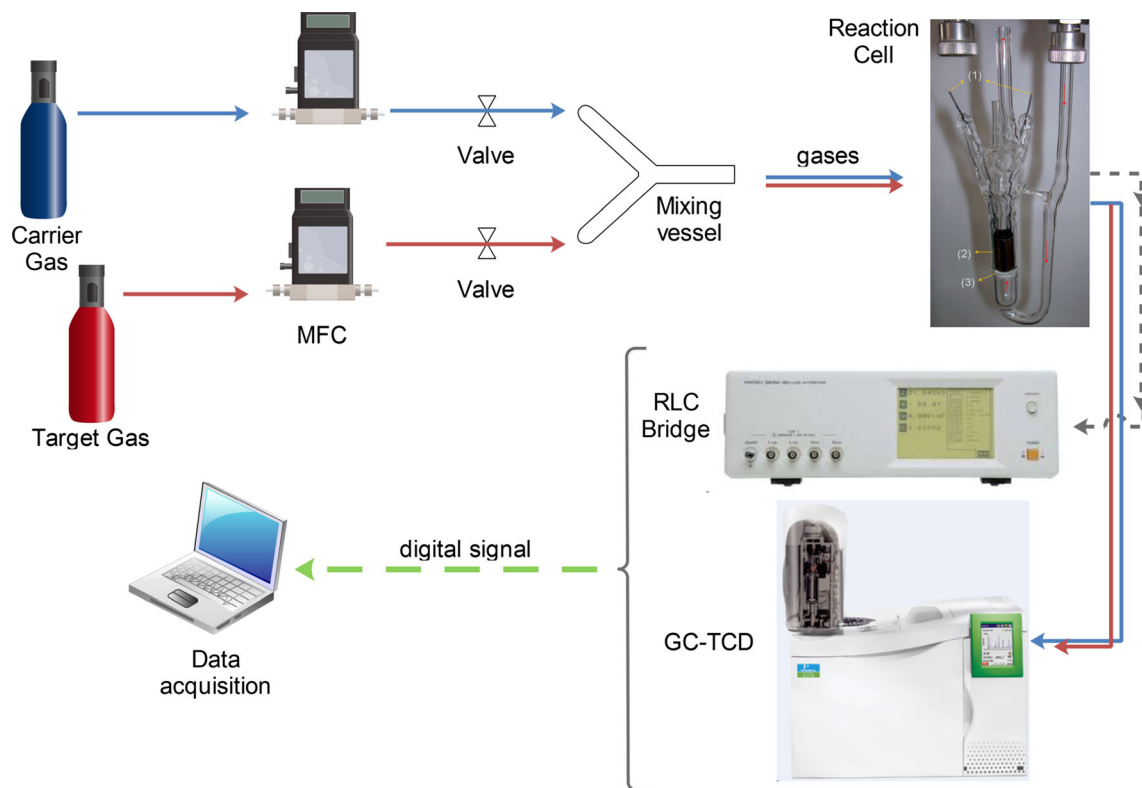 Reaction
Cell
(1)
Valve
gases
Mixing
vessel
(2)
(3)
Carrier
Gas
Valve
MFC
Target Gas
RLC
Bridge
POWER
digital signal
GC-TCD
Data
acquisition